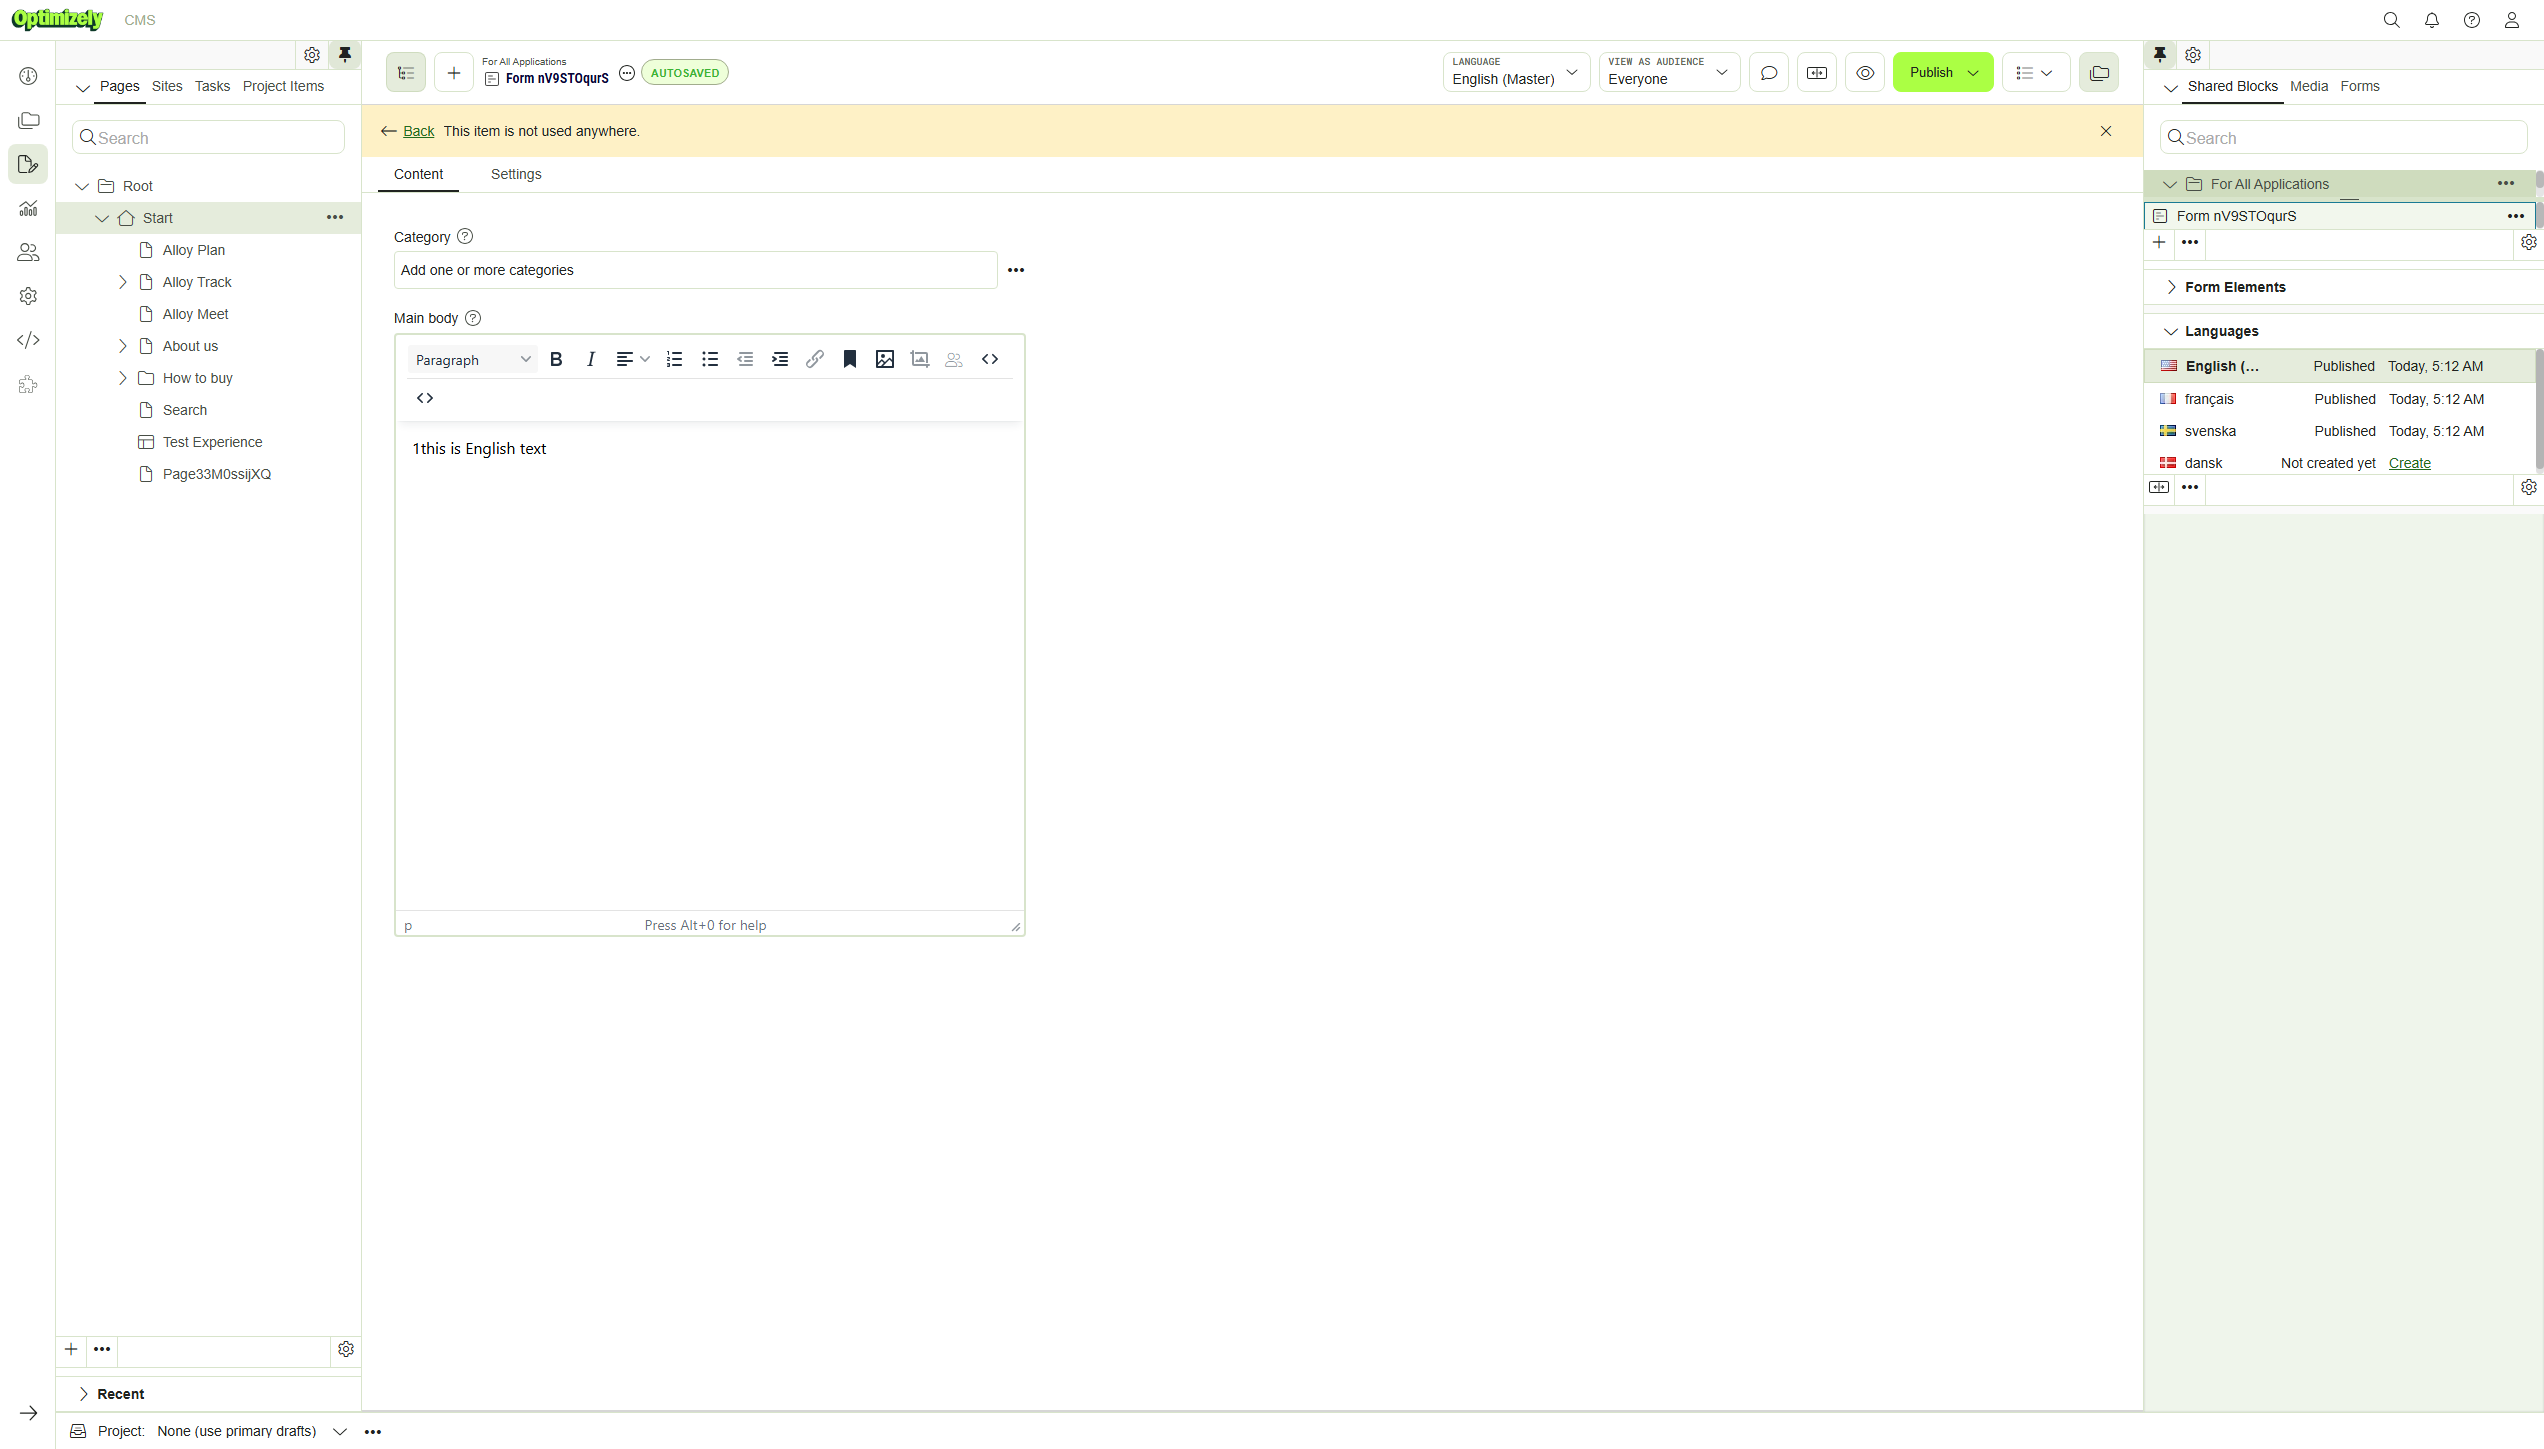 Optimizely CMS
Pages Sites Tasks Project Items
Search
Root
Start
Alloy Plan
Alloy Track
Alloy Meet
About us
How to buy
Search
Test Experience
Page33M0ssijXQ
Recent
Project: None (use primary drafts)
For All Applications
Form nV9STOqurS
AUTOSAVED
LANGUAGE
English (Master)
VIEW AS AUDIENCE
Everyone
Publish
Back This item is not used anywhere.
Content Settings
Category
Add one or more categories
Main body
Paragraph
1this is English text
p Press Alt+0 for help
Shared Blocks Media Forms
Search
For All Applications
Form nV9STOqurS
Form Elements
Languages
English (... Published Today, 5:12 AM
français Published Today, 5:12 AM
svenska Published Today, 5:12 AM
dansk Not created yet Create